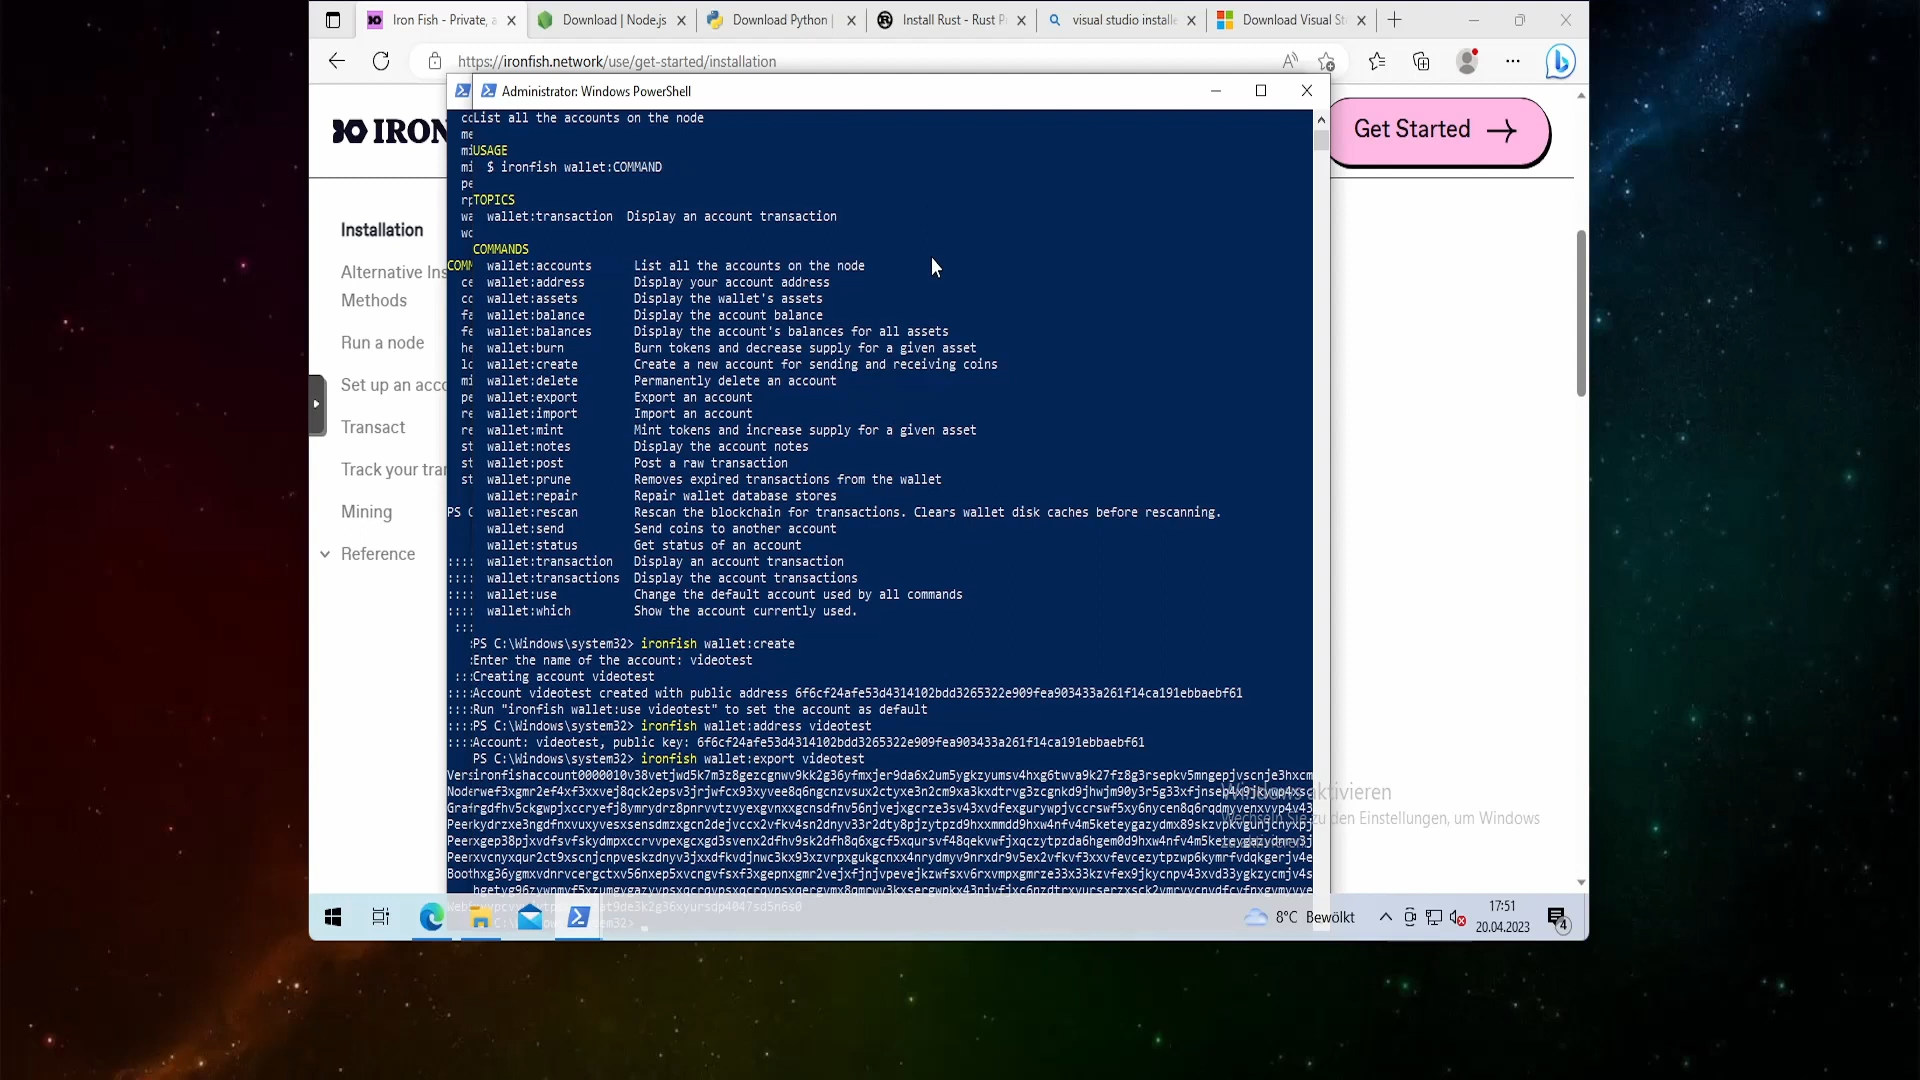 Iron Fish - Private, a
Download | Node.js
Download Python |
Install Rust - Rust P
visual studio installe
Download Visual St
https://ironfish.network/use/get-started/installation
Administrator: Windows PowerShell
IRON
Get Started
Installation
Alternative Ins
Methods
Run a node
Set up an acco
Transact
Track your tran
Mining
Reference
List all the accounts on the node
USAGE
$ ironfish wallet:COMMAND
TOPICS
wallet:transaction Display an account transaction
COMMANDS
wallet:accounts List all the accounts on the node
wallet:address Display your account address
wallet:assets Display the wallet's assets
wallet:balance Display the account balance
wallet:balances Display the account's balances for all assets
wallet:burn Burn tokens and decrease supply for a given asset
wallet:create Create a new account for sending and receiving coins
wallet:delete Permanently delete an account
wallet:export Export an account
wallet:import Import an account
wallet:mint Mint tokens and increase supply for a given asset
wallet:notes Display the account notes
wallet:post Post a raw transaction
wallet:prune Removes expired transactions from the wallet
wallet:repair Repair wallet database stores
wallet:rescan Rescan the blockchain for transactions. Clears wallet disk caches before rescanning.
wallet:send Send coins to another account
wallet:status Get status of an account
wallet:transaction Display an account transaction
wallet:transactions Display the account transactions
wallet:use Change the default account used by all commands
wallet:which Show the account currently used.
PS C:\Windows\system32> ironfish wallet:create
Enter the name of the account: videotest
Creating account videotest
Account videotest created with public address 6f6cf24afe53d4314102bdd3265322e909fea903433a261f14ca191ebbaebf61
Run "ironfish wallet:use videotest" to set the account as default
PS C:\Windows\system32> ironfish wallet:address videotest
Account: videotest, public key: 6f6cf24afe53d4314102bdd3265322e909fea903433a261f14ca191ebbaebf61
PS C:\Windows\system32> ironfish wallet:export videotest
Windows aktivieren
Wechseln Sie zu den Einstellungen, um Windows
8°C Bewölkt
17:51
20.04.2023
4